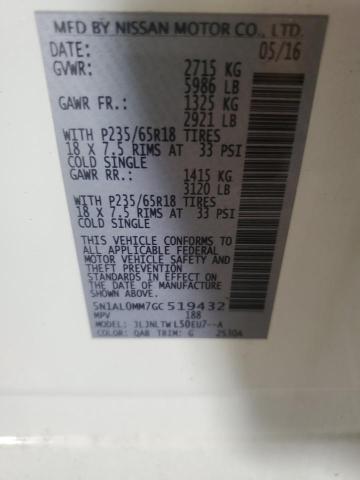 MFD BY NISSAN MOTOR CO., LTD.
DATE: 05/16
GVWR: 2715 KG
5986 LB
GAWR FR.: 1325 KG
2921 LB
WITH P235/65R18 TIRES
18 X 7.5 RIMS AT 33 PSI
COLD SINGLE
GAWR RR.: 1415 KG
3120 LB
WITH P235/65R18 TIRES
18 X 7.5 RIMS AT 33 PSI
COLD SINGLE
THIS VEHICLE CONFORMS TO
ALL APPLICABLE FEDERAL
MOTOR VEHICLE SAFETY AND
THEFT PREVENTION
STANDARDS IN EFFECT ON
THE DATE OF MANUFACTURE
SHOWN ABOVE.
5N1AL0MM7GC519432
MPV 188
MODEL: JLJNLTWL50EU7--A
COLOR: QAB TRIM: G 2530A